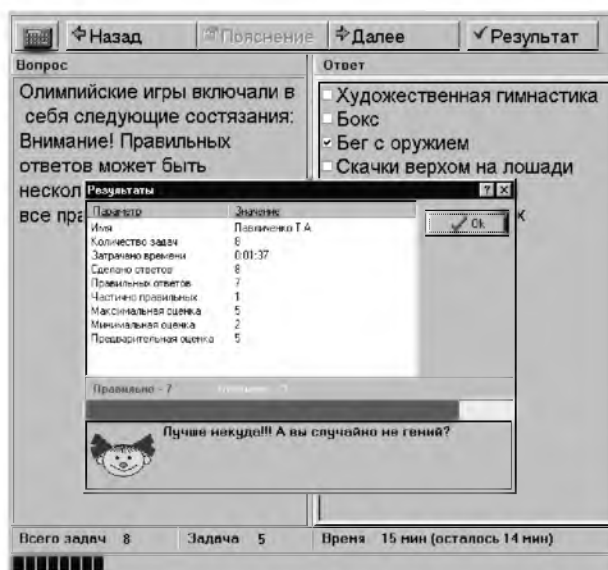 Назад Пояснение Далее Результат
Вопрос
Олимпийские игры включали в
себя следующие состязания:
Внимание! Правильных
ответов может быть
нескол
все пра
Ответ
Художественная гимнастика
Бокс
Бег с оружием
Скачки верхом на лошади
х
Результаты
Параметр Значение
Имя Павличенко Т.А.
Количество задач 8
Затрачено времени 0:01:37
Сделано ответов 8
Правильных ответов 7
Частично правильных 1
Максимальная оценка 5
Минимальная оценка 2
Предварительная оценка 5
Ok
Правильно - 7
Лучше некуда!!! А вы случайно не гений?
Всего задач 8 Задача 5 Время 15 мин (осталось 14 мин)